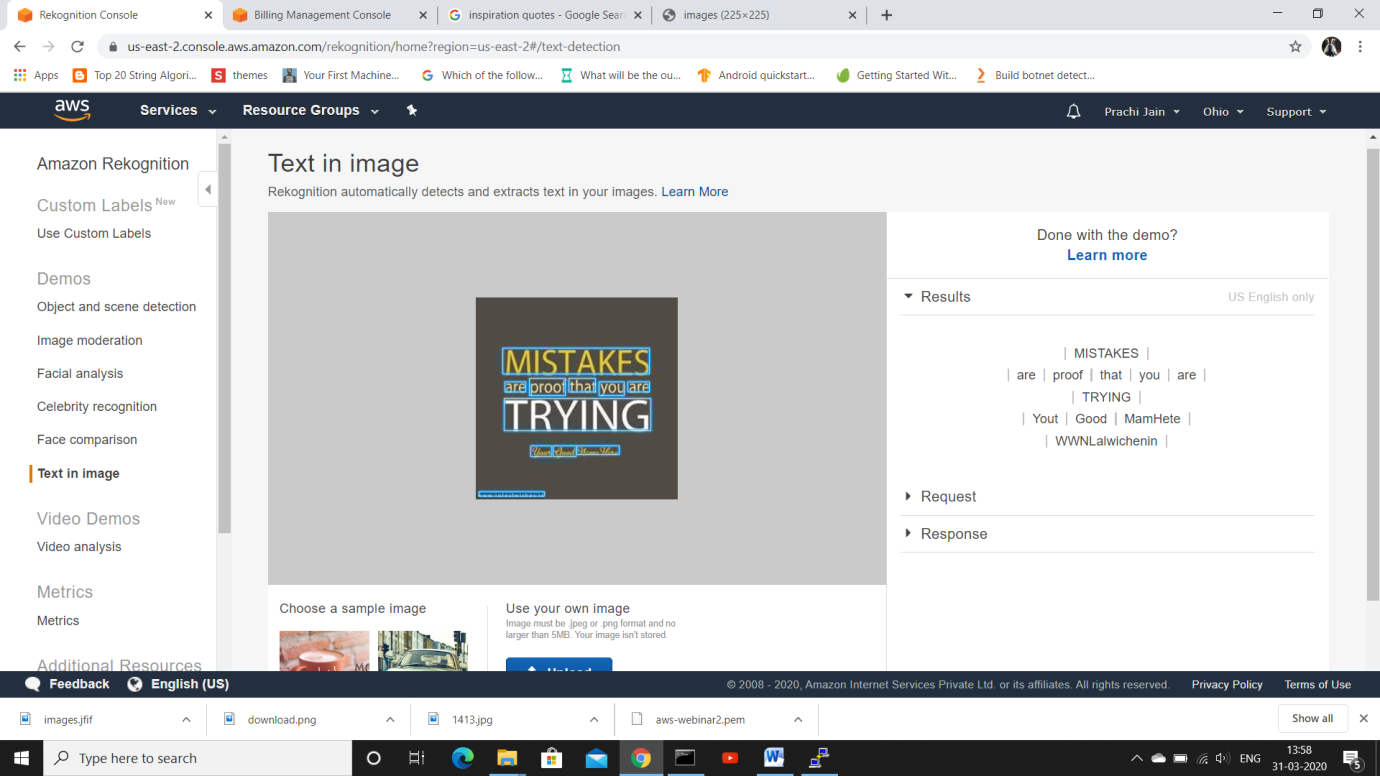 Rekognition Console
Billing Management Console
inspiration quotes - Google Sear
images (225×225)
us-east-2.console.aws.amazon.com/rekognition/home?region=us-east-2#/text-detection
Apps
Top 20 String Algori...
themes
Your First Machine...
Which of the follow...
What will be the ou...
Android quickstart...
Getting Started Wit...
Build botnet detect...
aws
Services
Resource Groups
Prachi Jain
Ohio
Support
Amazon Rekognition
Custom Labels New
Use Custom Labels
Demos
Object and scene detection
Image moderation
Facial analysis
Celebrity recognition
Face comparison
Text in image
Video Demos
Video analysis
Metrics
Metrics
Additional Resources
Text in image
Rekognition automatically detects and extracts text in your images. Learn More
MISTAKES
are proof that you are
TRYING
Your Good Name Here
Done with the demo?
Learn more
Results
US English only
| MISTAKES |
| are | proof | that | you | are |
| TRYING |
| Yout | Good | MamHete |
| WWNLalwichenin |
Request
Response
Choose a sample image
Use your own image
Image must be .jpeg or .png format and no
larger than 5MB. Your image isn't stored.
Upload
Feedback
English (US)
© 2008 - 2020, Amazon Internet Services Private Ltd. or its affiliates. All rights reserved.
Privacy Policy
Terms of Use
images.jfif
download.png
1413.jpg
aws-webinar2.pem
Show all
Type here to search
ENG
13:58
31-03-2020
5